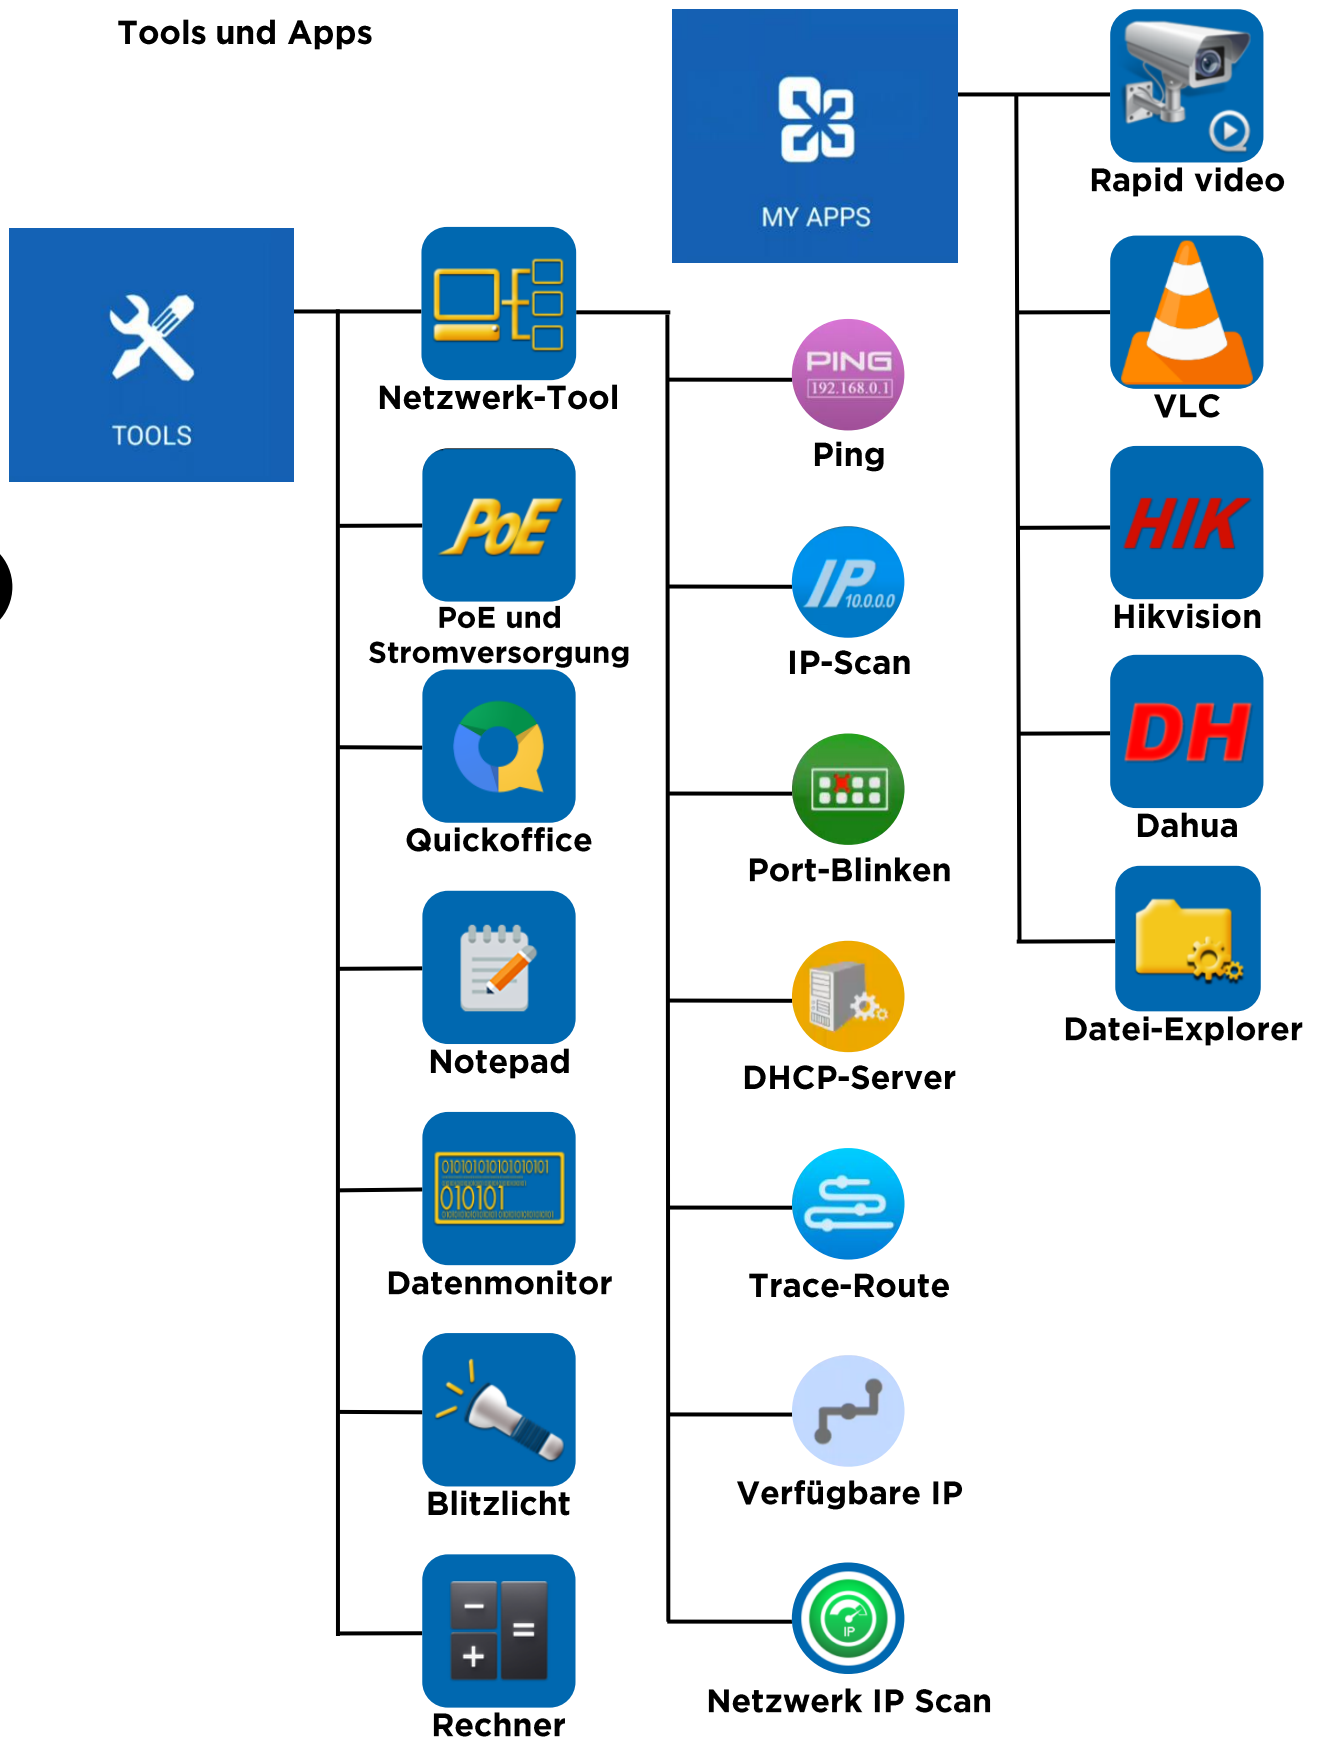 Tools und Apps
TOOLS
Netzwerk-Tool
PoE
PoE und
Stromversorgung
Quickoffice
Notepad
010101010101010101
010101
Datenmonitor
Blitzlicht
−
+
=
Rechner
PING
192.168.0.1
Ping
IP
10.0.0.0
IP-Scan
Port-Blinken
DHCP-Server
Trace-Route
Verfügbare IP
IP
Netzwerk IP Scan
MY APPS
Rapid video
VLC
HIK
Hikvision
DH
Dahua
Datei-Explorer